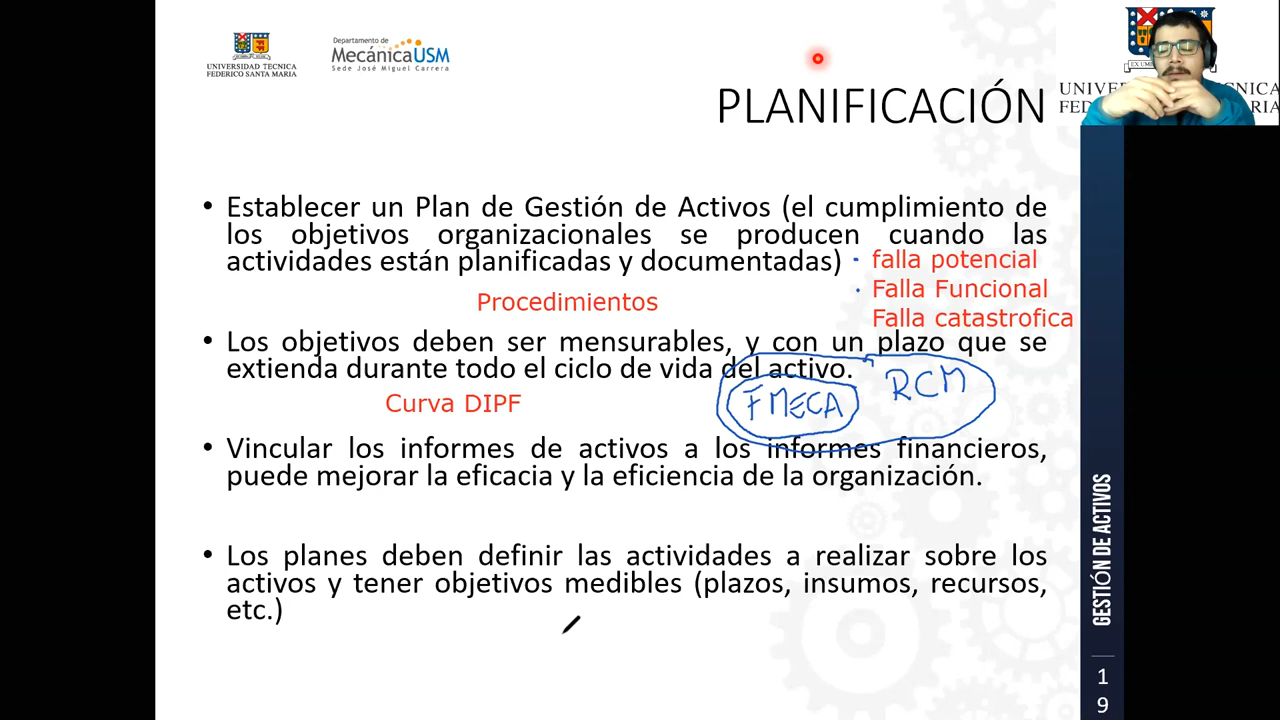 UNIVERSIDAD TECNICA
FEDERICO SANTA MARIA
Departamento de
MecánicaUSM
Sede José Miguel Carrera
PLANIFICACIÓN
• Establecer un Plan de Gestión de Activos (el cumplimiento de
los objetivos organizacionales se producen cuando las
actividades están planificadas y documentadas)
falla potencial
Falla Funcional
Falla catastrofica
Procedimientos
• Los objetivos deben ser mensurables, y con un plazo que se
extienda durante todo el ciclo de vida del activo.
FMECA
RCM
Curva DIPF
• Vincular los informes de activos a los informes financieros,
puede mejorar la eficacia y la eficiencia de la organización.
• Los planes deben definir las actividades a realizar sobre los
activos y tener objetivos medibles (plazos, insumos, recursos,
etc.)
GESTIÓN DE ACTIVOS
1
9